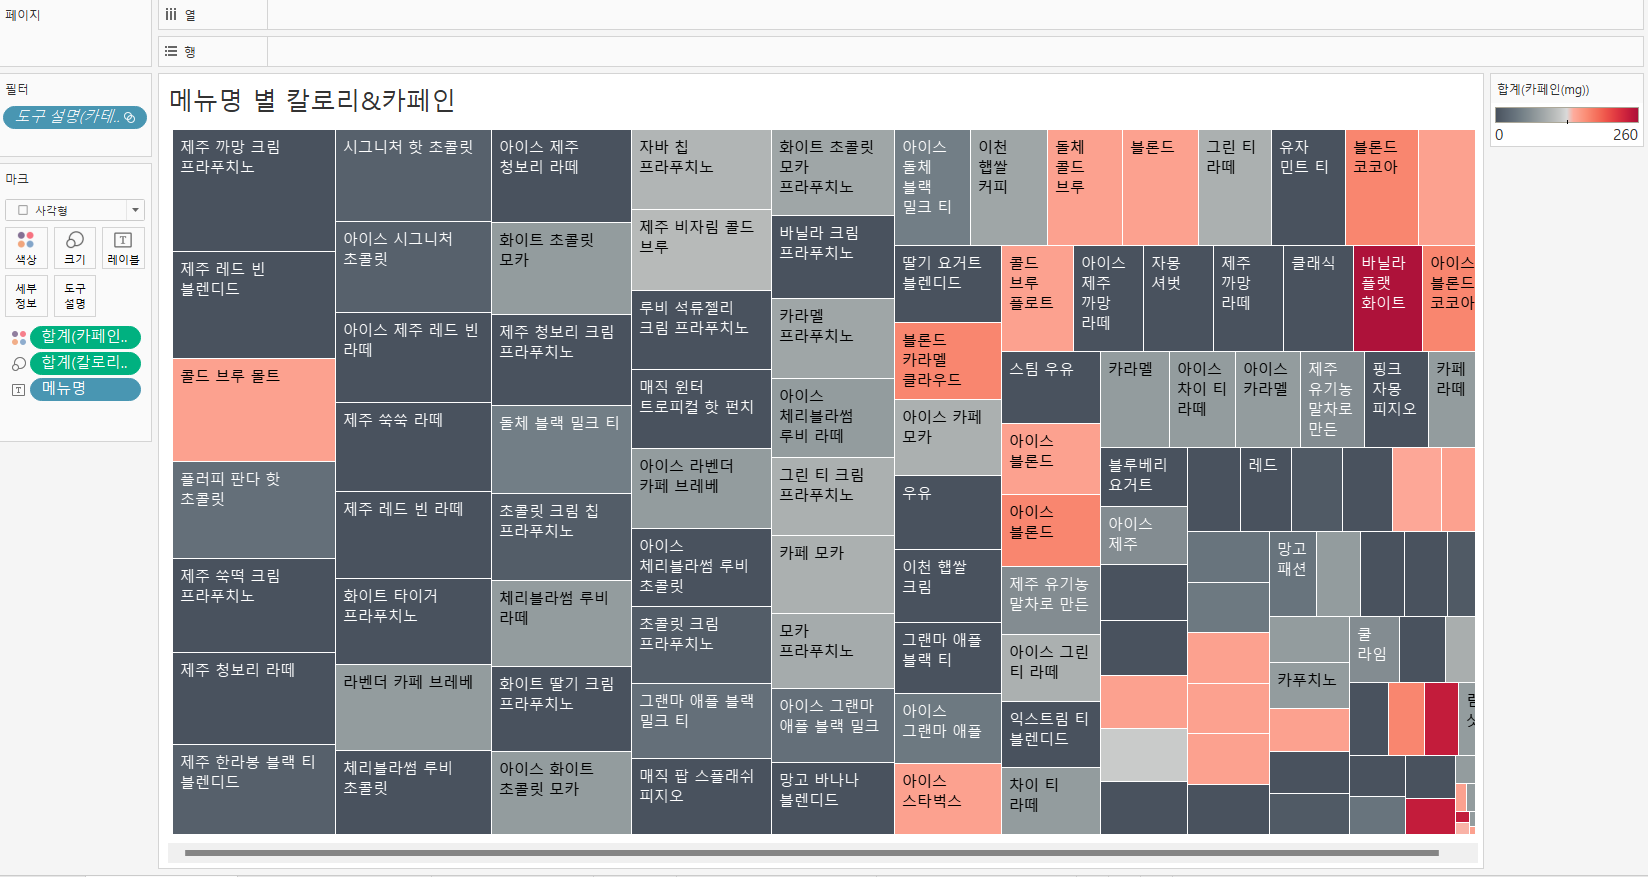 페이지
열
행
필터
도구 설명(카테..
마크
사각형
색상
크기
레이블
세부
정보
도구
설명
합계(카페인..
합계(칼로리..
메뉴명
메뉴명 별 칼로리&카페인
제주 까망 크림
프라푸치노
제주 레드 빈
블렌디드
콜드 브루 몰트
플러피 판다 핫
초콜릿
제주 쑥떡 크림
프라푸치노
제주 청보리 라떼
제주 한라봉 블랙 티
블렌디드
시그니처 핫 초콜릿
아이스 시그니처
초콜릿
아이스 제주 레드 빈
라떼
제주 쑥쑥 라떼
제주 레드 빈 라떼
화이트 타이거
프라푸치노
라벤더 카페 브레베
체리블라썸 루비
초콜릿
아이스 제주
청보리 라떼
화이트 초콜릿
모카
제주 청보리 크림
프라푸치노
돌체 블랙 밀크 티
초콜릿 크림 칩
프라푸치노
체리블라썸 루비
라떼
화이트 딸기 크림
프라푸치노
아이스 화이트
초콜릿 모카
자바 칩
프라푸치노
제주 비자림 콜드
브루
루비 석류젤리
크림 프라푸치노
매직 윈터
트로피컬 핫 펀치
아이스 라벤더
카페 브레베
아이스
체리블라썸 루비
초콜릿
초콜릿 크림
프라푸치노
그랜마 애플 블랙
밀크 티
매직 팝 스플래쉬
피지오
화이트 초콜릿
모카
프라푸치노
바닐라 크림
프라푸치노
카라멜
프라푸치노
아이스
체리블라썸
루비 라떼
그린 티 크림
프라푸치노
카페 모카
모카
프라푸치노
아이스 그랜마
애플 블랙 밀크
망고 바나나
블렌디드
아이스
돌체
블랙
밀크 티
이천
햅쌀
커피
돌체
콜드
브루
블론드
그린 티
라떼
유자
민트 티
블론드
코코아
딸기 요거트
블렌디드
블론드
카라멜
클라우드
아이스 카페
모카
우유
이천 햅쌀
크림
그랜마 애플
블랙 티
아이스
그랜마 애플
아이스
스타벅스
콜드
브루
플로트
아이스
제주
까망
라떼
자몽
셔벗
제주
까망
라떼
클래식
바닐라
플랫
화이트
아이스
블론드
코코아
스팀 우유
아이스
블론드
아이스
블론드
제주 유기농
말차로 만든
아이스 그린
티 라떼
익스트림 티
블렌디드
차이 티
라떼
카라멜
아이스
차이 티
라떼
아이스
카라멜
제주
유기농
말차로
만든
핑크
자몽
피지오
카페
라떼
블루베리
요거트
아이스
제주
레드
망고
패션
쿨
라임
카푸치노
합계(카페인(mg))
0
260